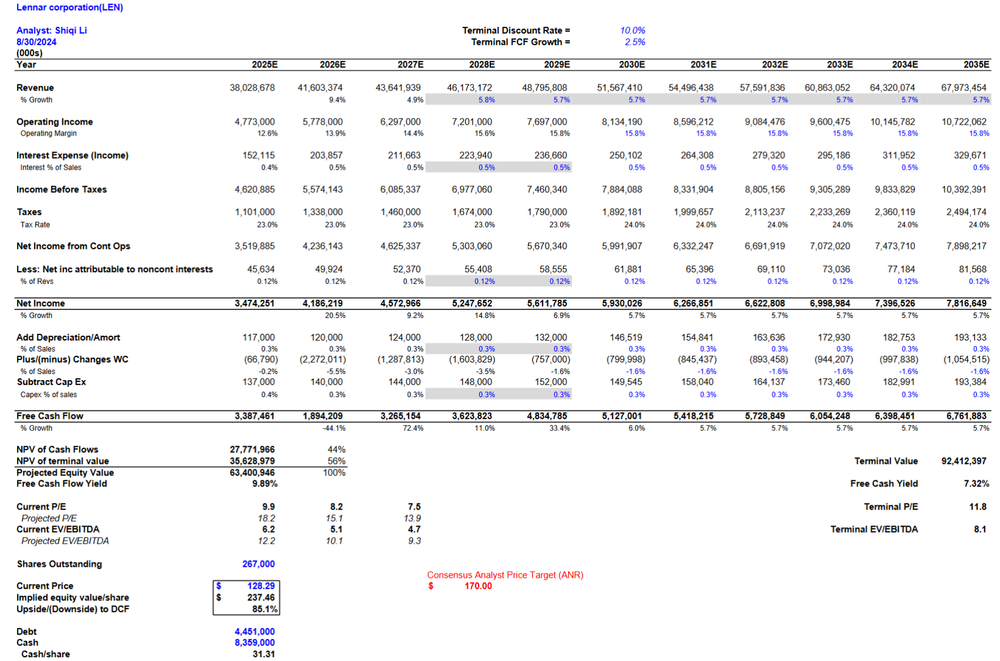 Lennar corporation(LEN)
Analyst: Shiqi Li Terminal Discount Rate = 10.0%
8/30/2024 Terminal FCF Growth = 2.5%
(000s)
Year 2025E 2026E 2027E 2028E 2029E 2030E 2031E 2032E 2033E 2034E 2035E
Revenue 38,028,678 41,603,374 43,641,939 46,173,172 48,795,808 51,567,410 54,496,438 57,591,836 60,863,052 64,320,074 67,973,454
% Growth 9.4% 4.9% 5.8% 5.7% 5.7% 5.7% 5.7% 5.7% 5.7% 5.7%
Operating Income 4,773,000 5,778,000 6,297,000 7,201,000 7,697,000 8,134,190 8,596,212 9,084,476 9,600,475 10,145,782 10,722,062
Operating Margin 12.6% 13.9% 14.4% 15.6% 15.8% 15.8% 15.8% 15.8% 15.8% 15.8% 15.8%
Interest Expense (Income) 152,115 203,857 211,663 223,940 236,660 250,102 264,308 279,320 295,186 311,952 329,671
Interest % of Sales 0.4% 0.5% 0.5% 0.5% 0.5% 0.5% 0.5% 0.5% 0.5% 0.5% 0.5%
Income Before Taxes 4,620,885 5,574,143 6,085,337 6,977,060 7,460,340 7,884,088 8,331,904 8,805,156 9,305,289 9,833,829 10,392,391
Taxes 1,101,000 1,338,000 1,460,000 1,674,000 1,790,000 1,892,181 1,999,657 2,113,237 2,233,269 2,360,119 2,494,174
Tax Rate 23.0% 23.0% 23.0% 23.0% 23.0% 24.0% 24.0% 24.0% 24.0% 24.0% 24.0%
Net Income from Cont Ops 3,519,885 4,236,143 4,625,337 5,303,060 5,670,340 5,991,907 6,332,247 6,691,919 7,072,020 7,473,710 7,898,217
Less: Net inc attributable to noncont interests 45,634 49,924 52,370 55,408 58,555 61,881 65,396 69,110 73,036 77,184 81,568
% of Revs 0.12% 0.12% 0.12% 0.12% 0.12% 0.12% 0.12% 0.12% 0.12% 0.12% 0.12%
Net Income 3,474,251 4,186,219 4,572,966 5,247,652 5,611,785 5,930,026 6,266,851 6,622,808 6,998,984 7,396,526 7,816,649
% Growth 20.5% 9.2% 14.8% 6.9% 5.7% 5.7% 5.7% 5.7% 5.7% 5.7%
Add Depreciation/Amort 117,000 120,000 124,000 128,000 132,000 146,519 154,841 163,636 172,930 182,753 193,133
% of Sales 0.3% 0.3% 0.3% 0.3% 0.3% 0.3% 0.3% 0.3% 0.3% 0.3% 0.3%
Plus/(minus) Changes WC (66,790) (2,272,011) (1,287,813) (1,603,829) (757,000) (799,998) (845,437) (893,458) (944,207) (997,838) (1,054,515)
% of Sales -0.2% -5.5% -3.0% -3.5% -1.6% -1.6% -1.6% -1.6% -1.6% -1.6% -1.6%
Subtract Cap Ex 137,000 140,000 144,000 148,000 152,000 149,545 158,040 164,137 173,460 182,991 193,384
Capex % of sales 0.4% 0.3% 0.3% 0.3% 0.3% 0.3% 0.3% 0.3% 0.3% 0.3% 0.3%
Free Cash Flow 3,387,461 1,894,209 3,265,154 3,623,823 4,834,785 5,127,001 5,418,215 5,728,849 6,054,248 6,398,451 6,761,883
% Growth -44.1% 72.4% 11.0% 33.4% 6.0% 5.7% 5.7% 5.7% 5.7% 5.7%
NPV of Cash Flows 27,771,966 44%
NPV of terminal value 35,628,979 56% Terminal Value 92,412,397
Projected Equity Value 63,400,946 100%
Free Cash Flow Yield 9.89% Free Cash Yield 7.32%
Current P/E 9.9 8.2 7.5 Terminal P/E 11.8
Projected P/E 18.2 15.1 13.9
Current EV/EBITDA 6.2 5.1 4.7 Terminal EV/EBITDA 8.1
Projected EV/EBITDA 12.2 10.1 9.3
Shares Outstanding 267,000
Consensus Analyst Price Target (ANR)
Current Price $ 128.29 $ 170.00
Implied equity value/share $ 237.46
Upside/(Downside) to DCF 85.1%
Debt 4,451,000
Cash 8,359,000
Cash/share 31.31